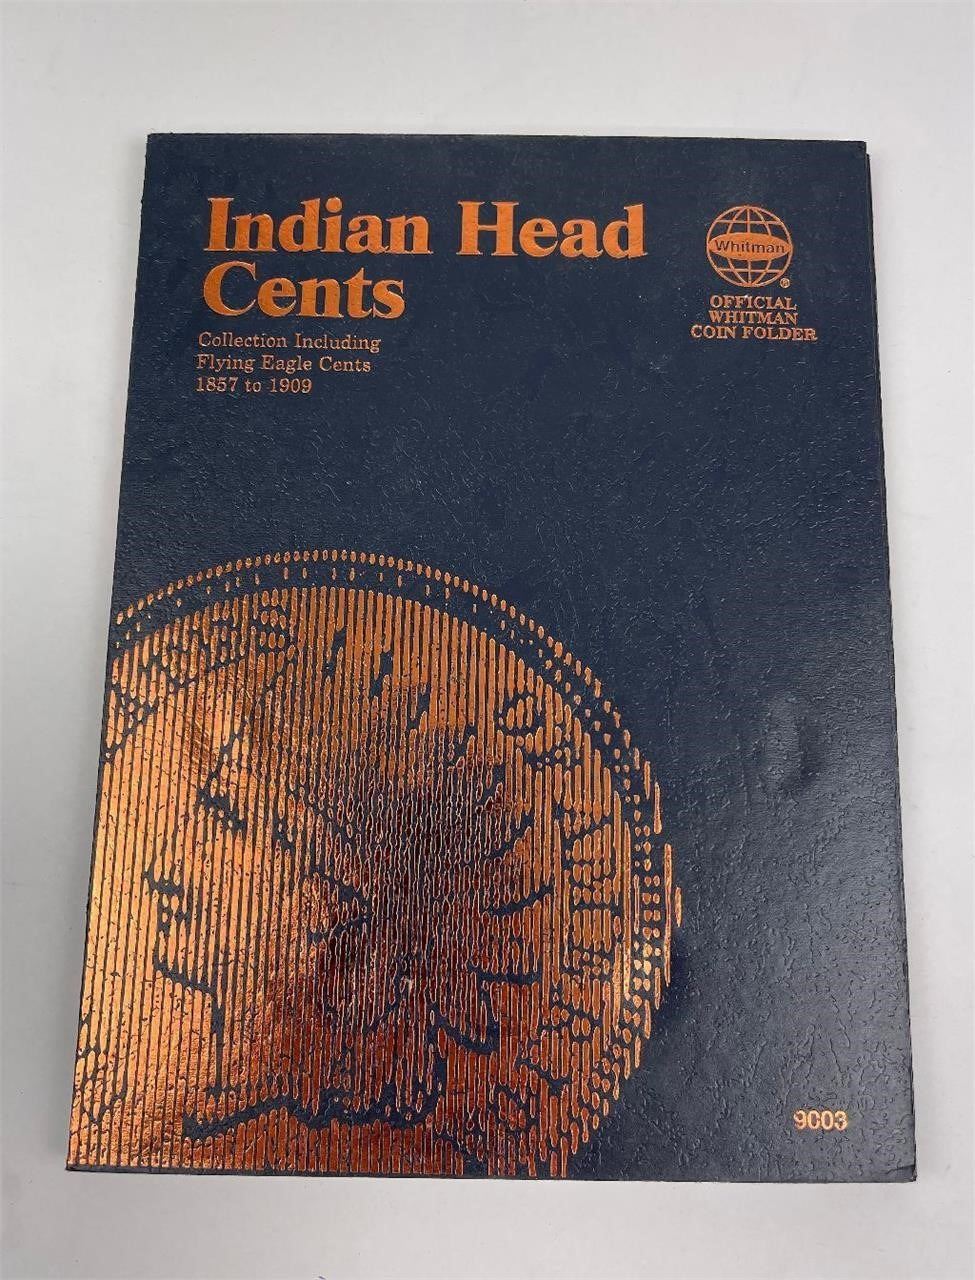 Indian Head
Cents
Collection Including
Flying Eagle Cents
1857 to 1909
Whitman
®
OFFICIAL
WHITMAN
COIN FOLDER
9003